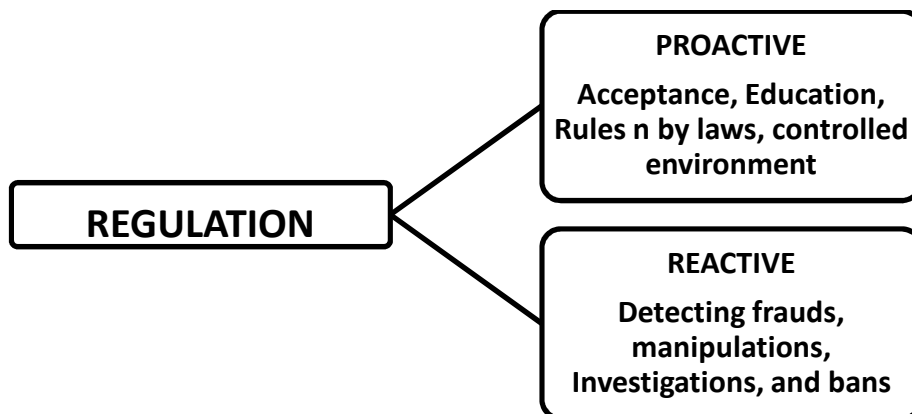 REGULATION
PROACTIVE
Acceptance, Education,
Rules n by laws, controlled
environment
REACTIVE
Detecting frauds,
manipulations,
Investigations, and bans